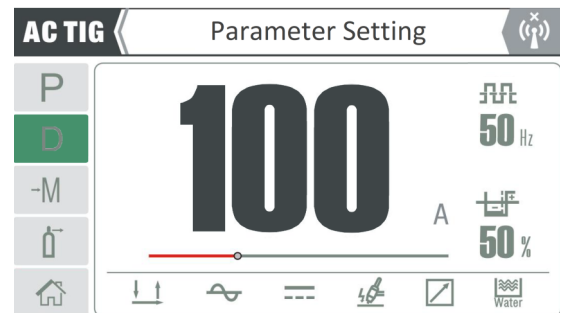 AC TIG
Parameter Setting
P
D
→M
100
A
50 Hz
50 %
Water